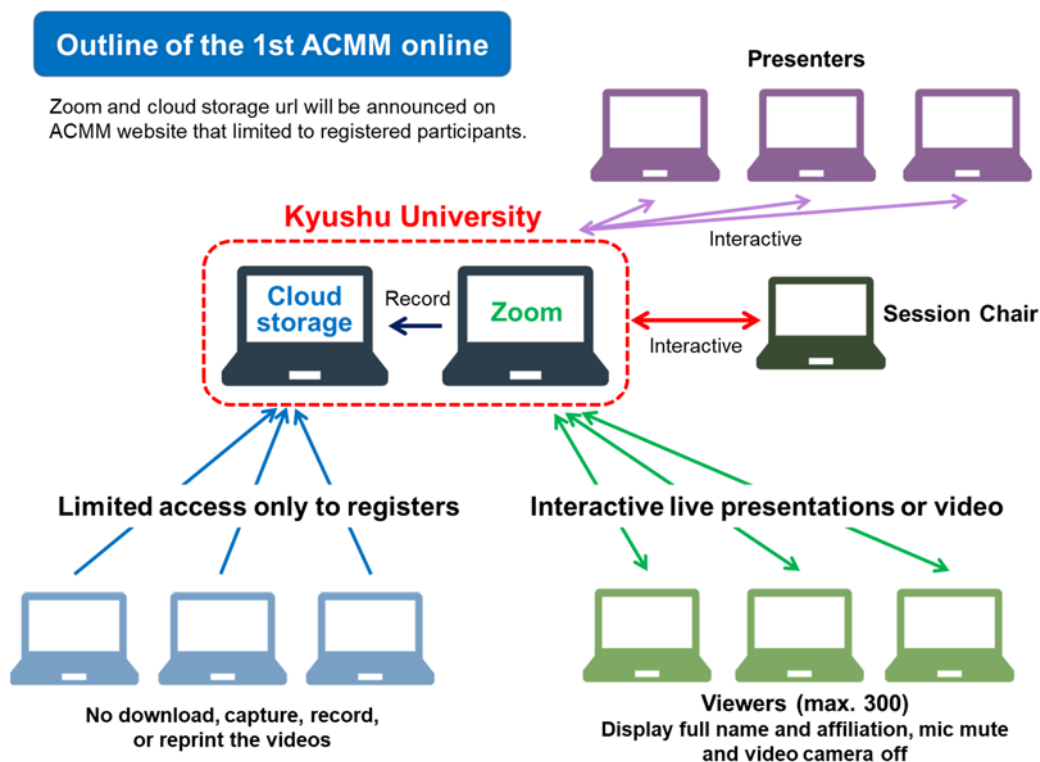 Outline of the 1st ACMM online
Zoom and cloud storage url will be announced on
ACMM website that limited to registered participants.
Presenters
Interactive
Kyushu University
Cloud
storage
Record
Zoom
Interactive
Session Chair
Limited access only to registers
Interactive live presentations or video
No download, capture, record,
or reprint the videos
Viewers (max. 300)
Display full name and affiliation, mic mute
and video camera off